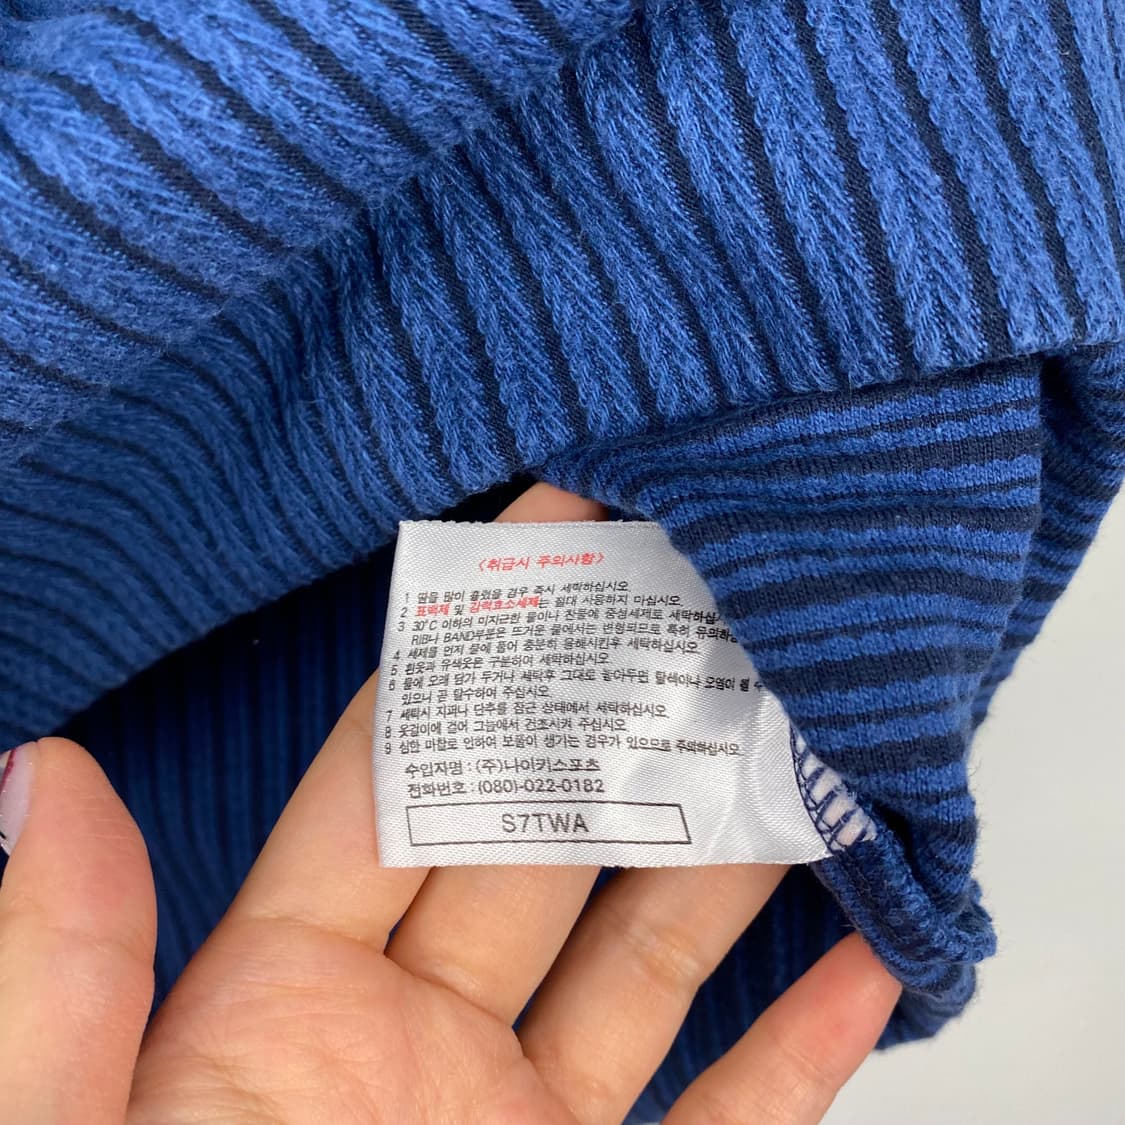 <취급시 주의사항>
1 땀을 많이 흘렸을 경우 즉시 세탁하십시오
2 표백제 및 강력효소세제는 절대 사용하지 마십시오
3 30°C 이하의 미지근한 물이나 찬물에 중성세제로 세탁하십
RIB나 BAND부분은 뜨거운 물에서는 변형되므로 특히 유의하
4 세제를 먼저 물에 풀어 충분히 용해시킨후 세탁하십시오
5 흰옷과 유색옷은 구분하여 세탁하십시오
6 물에 오래 담가 두거나 세탁후 그대로 놓아두면 탈색이나 오염이 될 수
있으니 곧 탈수하여 주십시오
7 세탁시 지퍼나 단추를 잠근 상태에서 세탁하십시오
8 옷걸이에 걸어 그늘에서 건조시켜 주십시오
9 심한 마찰로 인하여 보풀이 생기는 경우가 있으므로 주의하십시오
수입자명 : (주)나이키스포츠
전화번호 : (080)-022-0182
S7TWA